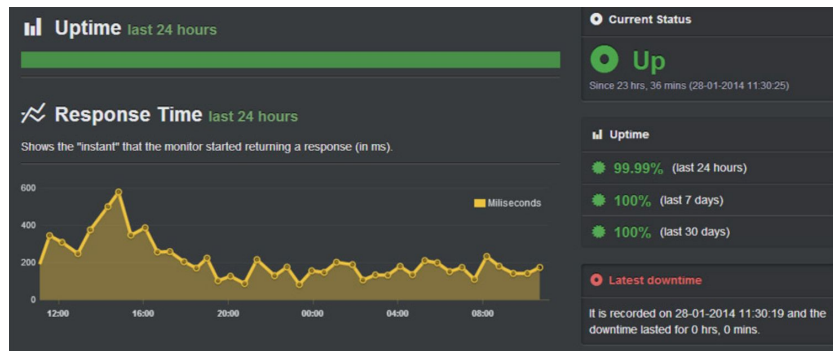 Uptime last 24 hours
Response Time last 24 hours
Shows the "instant" that the monitor started returning a response (in ms).
600
400
200
0
Miliseconds
12:00 16:00 20:00 00:00 04:00 08:00
Current Status
Up
Since 23 hrs, 36 mins (28-01-2014 11:30:25)
Uptime
99.99% (last 24 hours)
100% (last 7 days)
100% (last 30 days)
Latest downtime
It is recorded on 28-01-2014 11:30:19 and the
downtime lasted for 0 hrs, 0 mins.